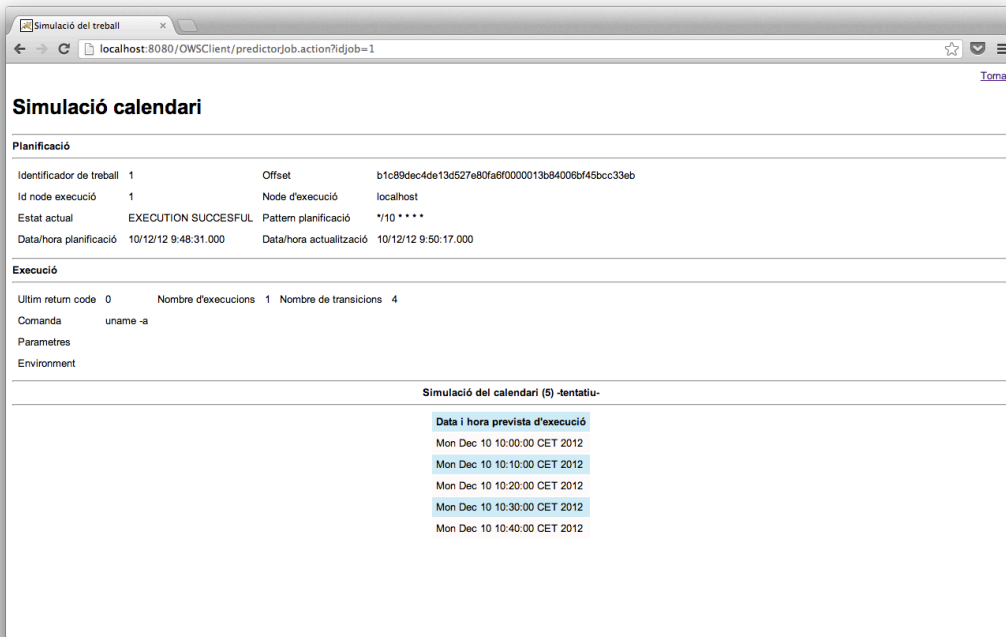 Simulació del treball
localhost:8080/OWSClient/predictorJob.action?idjob=1
Torna
Simulació calendari
Planificació
Identificador de treball 1 Offset b1c89dec4de13d527e80fa6f0000013b84006bf45bcc33eb
Id node execució 1 Node d'execució localhost
Estat actual EXECUTION SUCCESFUL Pattern planificació */10 * * * *
Data/hora planificació 10/12/12 9:48:31.000 Data/hora actualització 10/12/12 9:50:17.000
Execució
Ultim return code 0 Nombre d'execucions 1 Nombre de transicions 4
Comanda uname -a
Parametres
Environment
Simulació del calendari (5) -tentatiu-
Data i hora prevista d'execució
Mon Dec 10 10:00:00 CET 2012
Mon Dec 10 10:10:00 CET 2012
Mon Dec 10 10:20:00 CET 2012
Mon Dec 10 10:30:00 CET 2012
Mon Dec 10 10:40:00 CET 2012